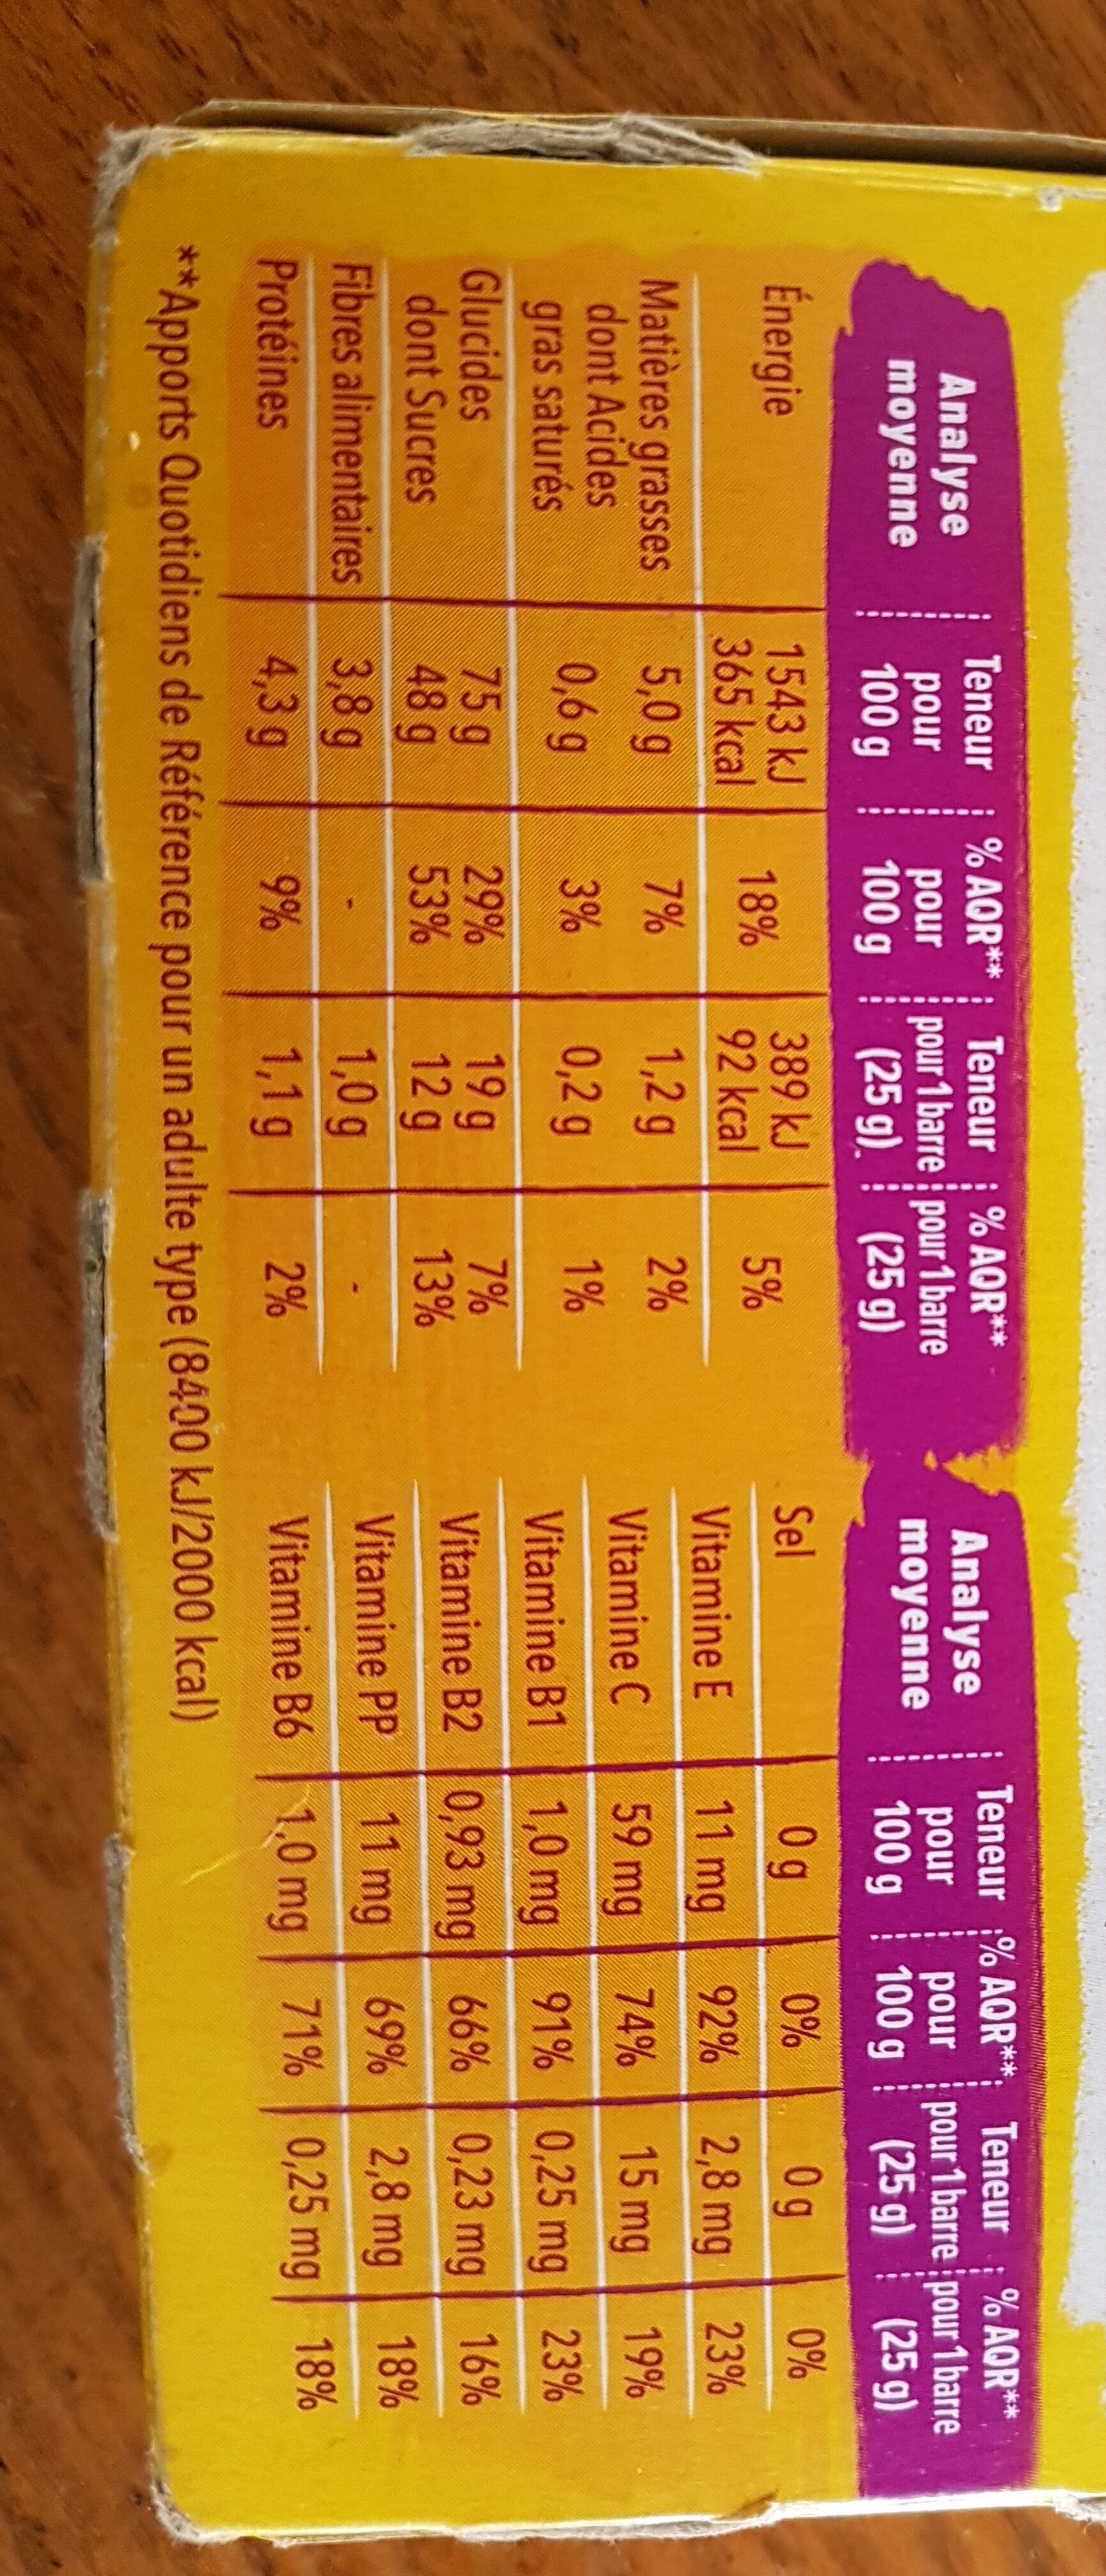 Analyse moyenne | Teneur pour 100 g | % AQR** pour 100 g | Teneur pour 1 barre (25 g) | % AQR** pour 1 barre (25 g)
Énergie | 1543 kJ 365 kcal | 18% | 389 kJ 92 kcal | 5%
Matières grasses | 5,0 g | 7% | 1,2 g | 2%
dont Acides gras saturés | 0,6 g | 3% | 0,2 g | 1%
Glucides | 75 g | 29% | 19 g | 7%
dont Sucres | 48 g | 53% | 12 g | 13%
Fibres alimentaires | 3,8 g | - | 1,0 g | -
Protéines | 4,3 g | 9% | 1,1 g | 2%
Analyse moyenne | Teneur pour 100 g | % AQR** pour 100 g | Teneur pour 1 barre (25 g) | % AQR** pour 1 barre (25 g)
Sel | 0 g | 0% | 0 g | 0%
Vitamine E | 11 mg | 92% | 2,8 mg | 23%
Vitamine C | 59 mg | 74% | 15 mg | 19%
Vitamine B1 | 1,0 mg | 91% | 0,25 mg | 23%
Vitamine B2 | 0,93 mg | 66% | 0,23 mg | 16%
Vitamine PP | 11 mg | 69% | 2,8 mg | 18%
Vitamine B6 | 1,0 mg | 71% | 0,25 mg | 18%
**Apports Quotidiens de Référence pour un adulte type (8400 kJ/2000 kcal)